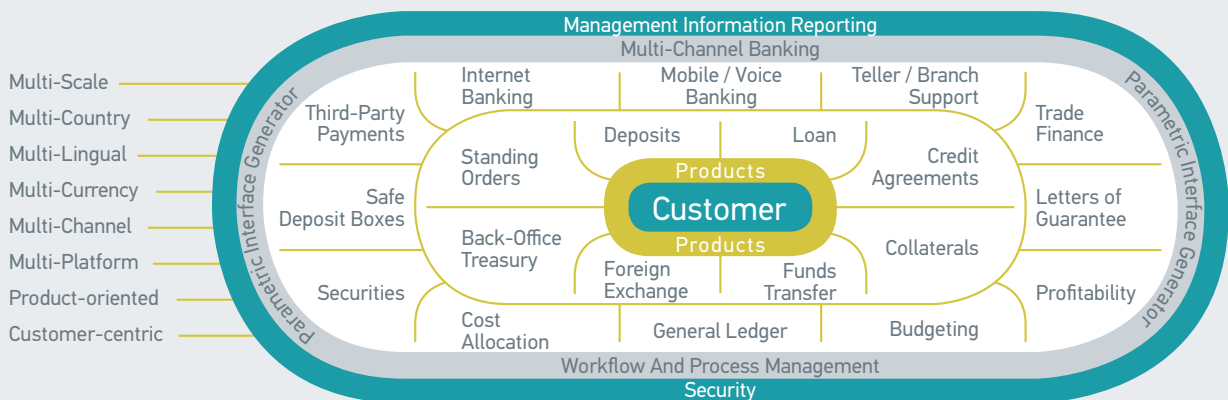 Management Information Reporting
Multi-Channel Banking
Multi-Scale
Multi-Country
Multi-Lingual
Multi-Currency
Multi-Channel
Multi-Platform
Product-oriented
Customer-centric
Parametric Interface Generator
Internet
Banking
Mobile / Voice
Banking
Teller / Branch
Support
Third-Party
Payments
Trade
Finance
Deposits
Loan
Standing
Orders
Credit
Agreements
Products
Customer
Products
Safe
Deposit Boxes
Letters of
Guarantee
Back-Office
Treasury
Collaterals
Foreign
Exchange
Funds
Transfer
Securities
Profitability
Cost
Allocation
General Ledger
Budgeting
Parametric Interface Generator
Workflow And Process Management
Security